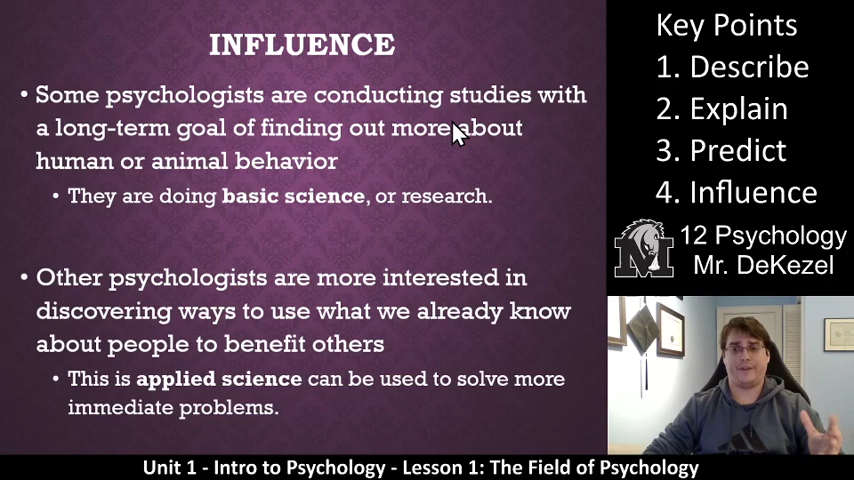 INFLUENCE
• Some psychologists are conducting studies with
a long-term goal of finding out more about
human or animal behavior
• They are doing basic science, or research.
• Other psychologists are more interested in
discovering ways to use what we already know
about people to benefit others
• This is applied science can be used to solve more
immediate problems.
Key Points
1. Describe
2. Explain
3. Predict
4. Influence
M
12 Psychology
Mr. DeKezel
Unit 1 - Intro to Psychology - Lesson 1: The Field of Psychology